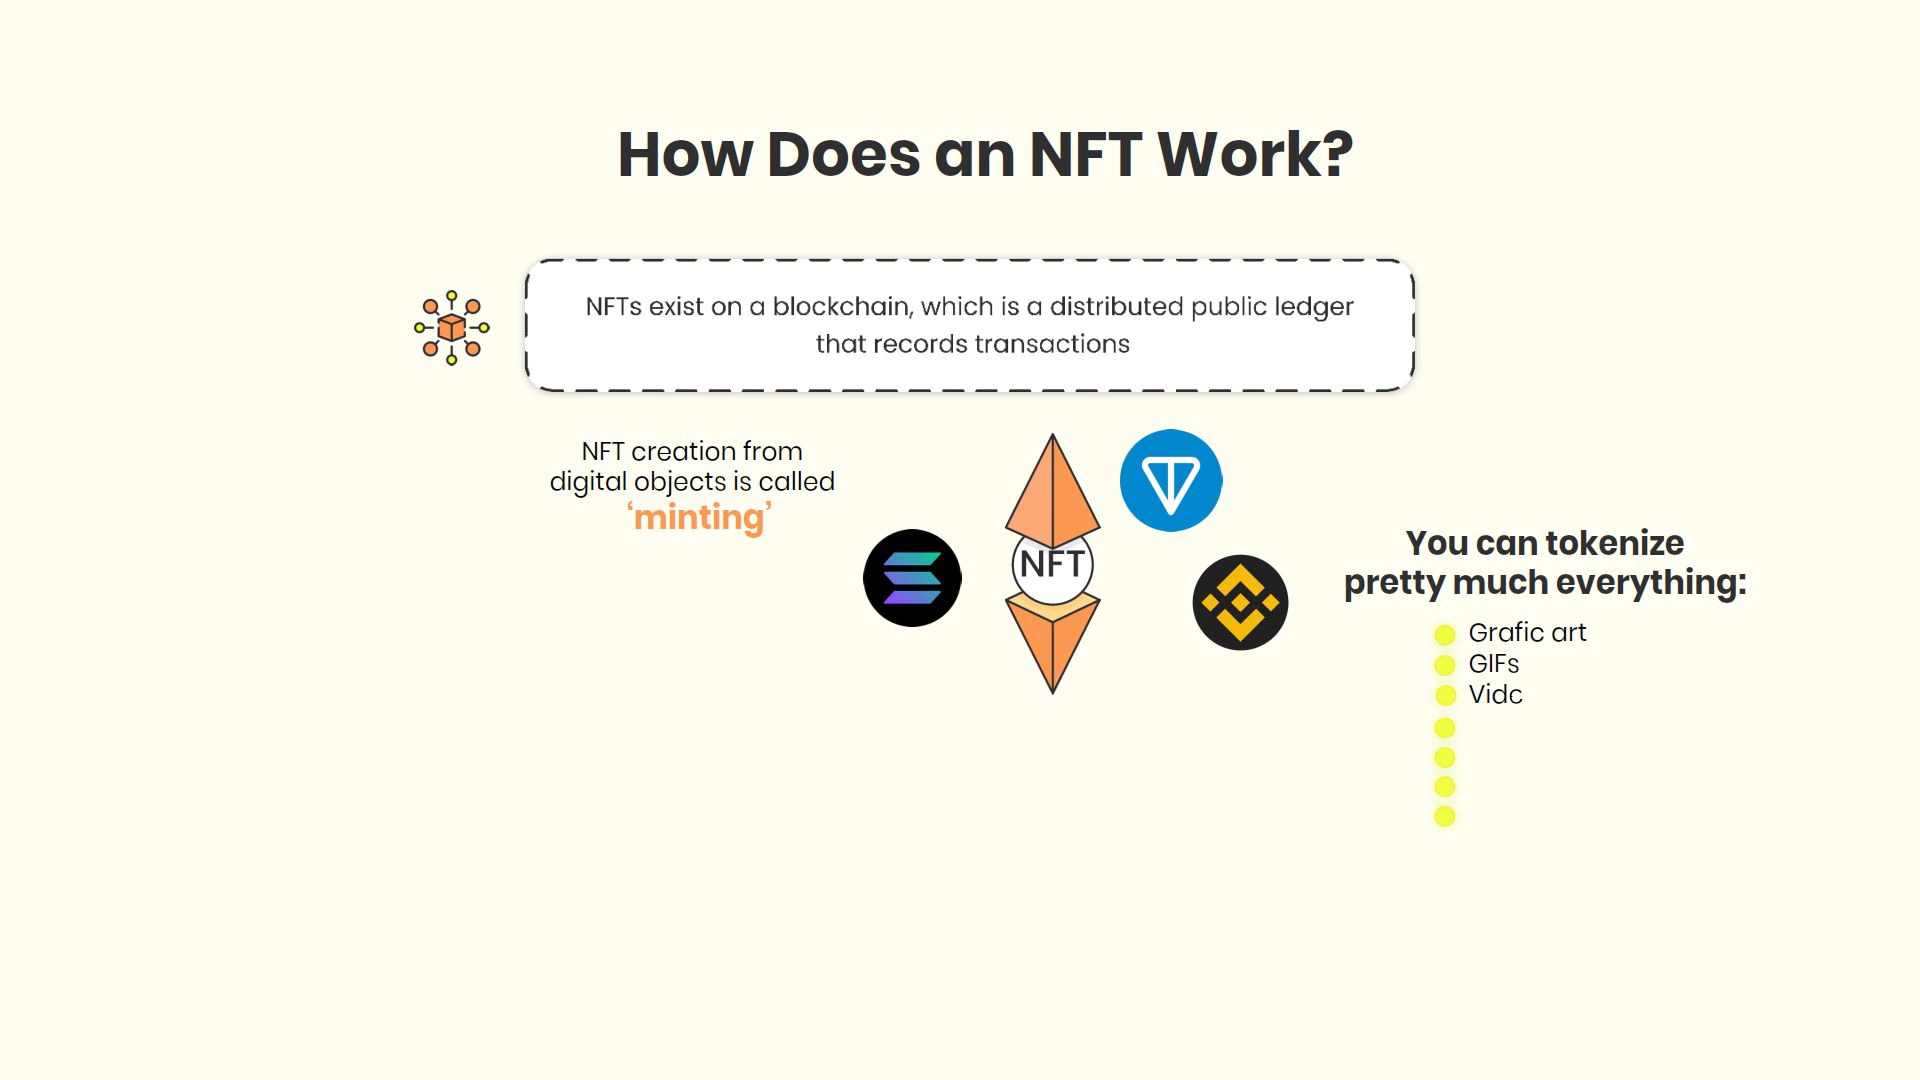 How Does an NFT Work?
NFTs exist on a blockchain, which is a distributed public ledger
that records transactions
NFT creation from
digital objects is called
‘minting’
NFT
You can tokenize
pretty much everything:
Grafic art
GIFs
Vidc